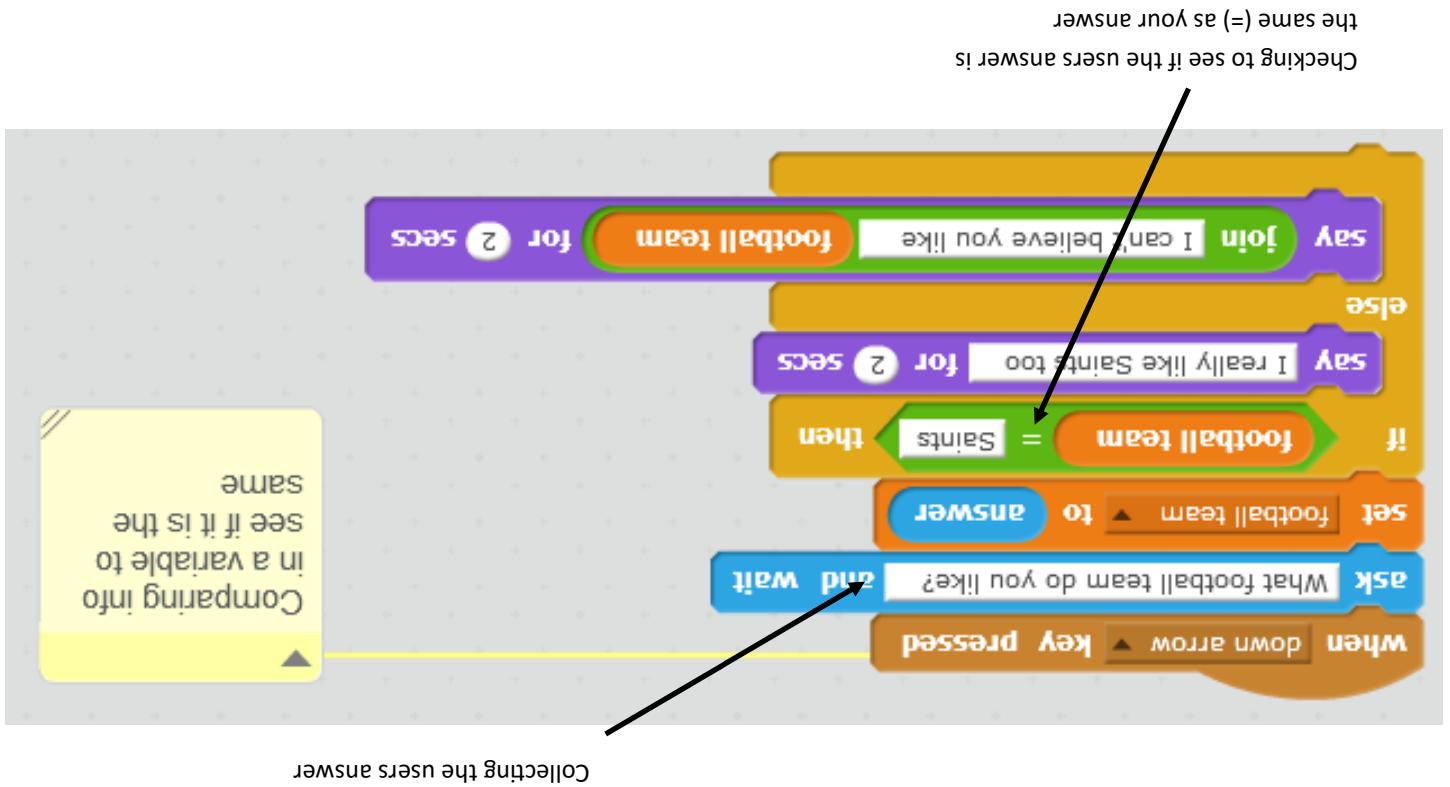 Collecting the users answer
when down arrow key pressed
ask What football team do you like? and wait
set football team to answer
if football team = Saints then
say I really like Saints too for 2 secs
else
say join I can't believe you like football team for 2 secs
Comparing info
in a variable to
see if it is the
same
Checking to see if the users answer is
the same (=) as your answer